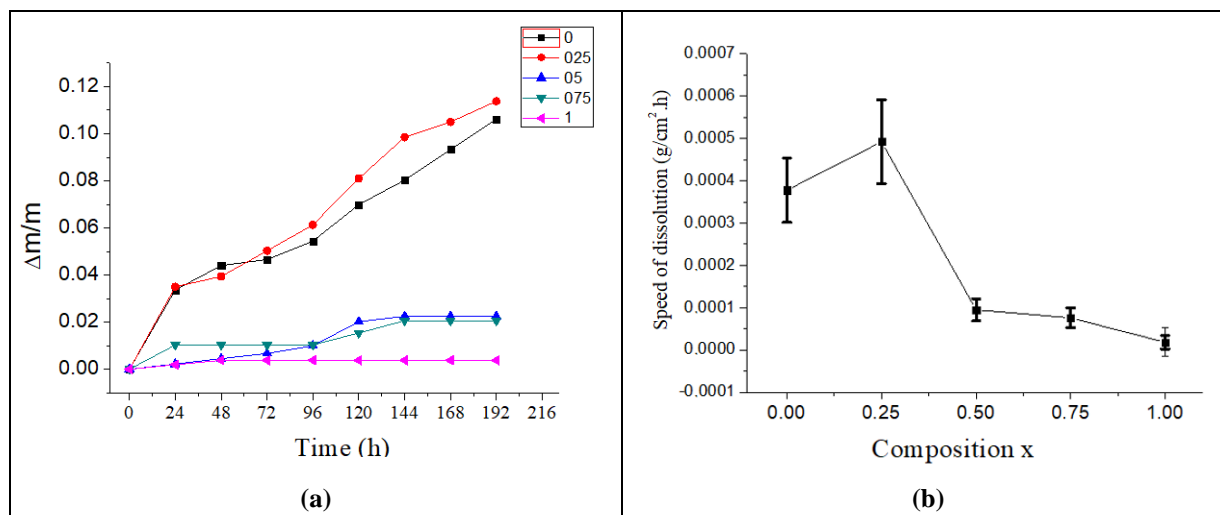 0
025
05
075
1
0.12
0.10
0.08
0.06
0.04
0.02
0.00
Δm/m
0 24 48 72 96 120 144 168 192 216
Time (h)
(a)
0.0007
0.0006
0.0005
0.0004
0.0003
0.0002
0.0001
0.0000
-0.0001
Speed of dissolution (g/cm².h)
0.00 0.25 0.50 0.75 1.00
Composition x
(b)